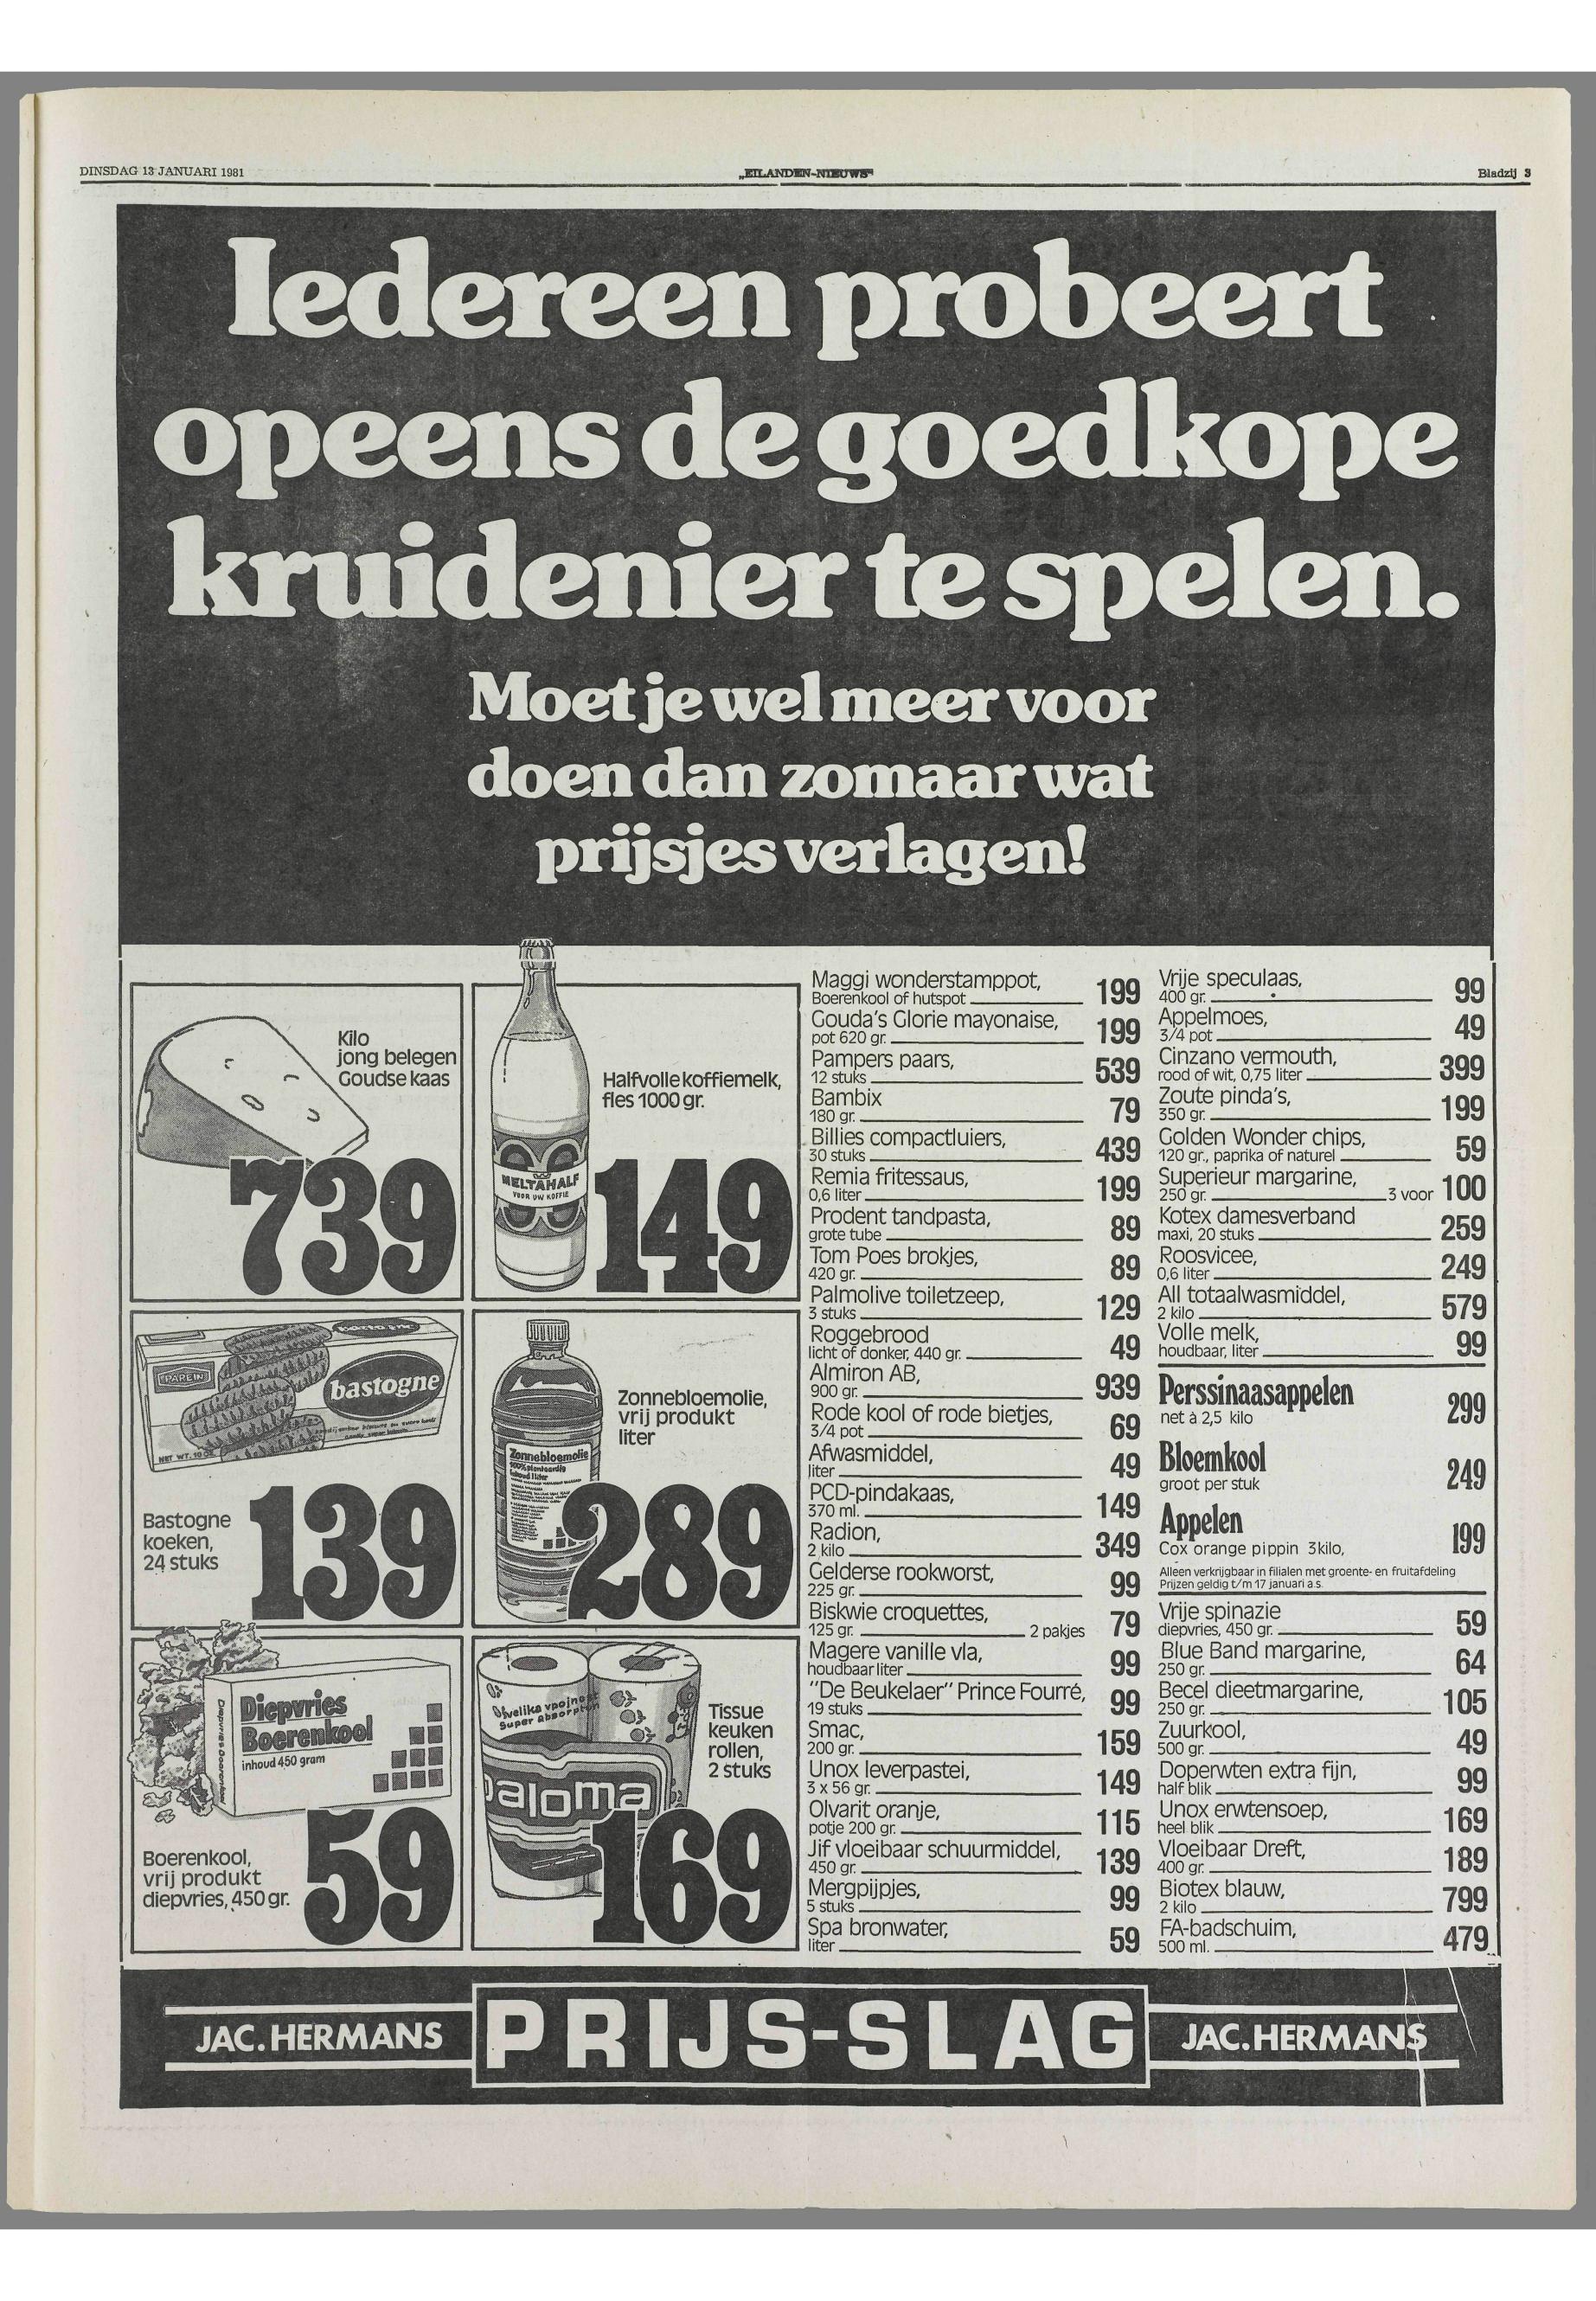 DINSDAG 13 JANUARI 1981
„EILANDEN-NIEUWS”
Bladzij 3
Iedereen probeert
opeens de goedkope
kruidenier te spelen.
Moet je wel meer voor
doen dan zomaar wat
prijsjes verlagen!
Kilo
jong belegen
Goudse kaas
739
Halfvolle koffiemelk,
fles 1000 gr.
MELTAHALF
VOOR UW KOFFIE
149
PAREIN
bastogne
Bastogne
koeken,
24 stuks
139
Zonnebloemolie,
vrij produkt
liter
Zonnebloemolie
100% plantaardig
inhoud 1 liter
289
Diepvries
Boerenkool
inhoud 450 gram
Boerenkool,
vrij produkt
diepvries, 450 gr.
59
Super Absorption
paloma
Tissue
keuken
rollen,
2 stuks
169
Maggi wonderstamppot,
Boerenkool of hutspot 199
Gouda's Glorie mayonaise,
pot 620 gr. 199
Pampers paars,
12 stuks 539
Bambix
180 gr. 79
Billies compactluiers,
30 stuks 439
Remia fritessaus,
0,6 liter 199
Prodent tandpasta,
grote tube 89
Tom Poes brokjes,
420 gr. 89
Palmolive toiletzeep,
3 stuks 129
Roggebrood
licht of donker, 440 gr. 49
Almiron AB,
900 gr. 939
Rode kool of rode bietjes,
3/4 pot 69
Afwasmiddel,
liter 49
PCD-pindakaas,
370 ml. 149
Radion,
2 kilo 349
Gelderse rookworst,
225 gr. 99
Biskwie croquettes,
125 gr. 2 pakjes 79
Magere vanille vla,
houdbaar liter 99
"De Beukelaer" Prince Fourré,
19 stuks 99
Smac,
200 gr. 159
Unox leverpastei,
3 x 56 gr. 149
Olvarit oranje,
potje 200 gr. 115
Jif vloeibaar schuurmiddel,
450 gr. 139
Mergpijpjes,
5 stuks 99
Spa bronwater,
liter 59
Vrije speculaas,
400 gr. 99
Appelmoes,
3/4 pot 49
Cinzano vermouth,
rood of wit, 0,75 liter 399
Zoute pinda's,
350 gr. 199
Golden Wonder chips,
120 gr., paprika of naturel 59
Superieur margarine,
250 gr. 3 voor 100
Kotex damesverband
maxi, 20 stuks 259
Roosvicee,
0,6 liter 249
All totaalwasmiddel,
2 kilo 579
Volle melk,
houdbaar, liter 99
Perssinaasappelen
net à 2,5 kilo 299
Bloemkool
groot per stuk 249
Appelen
Cox orange pippin 3 kilo, 199
Alleen verkrijgbaar in filialen met groente- en fruitafdeling
Prijzen geldig t/m 17 januari a.s.
Vrije spinazie
diepvries, 450 gr. 59
Blue Band margarine,
250 gr. 64
Becel dieetmargarine,
250 gr. 105
Zuurkool,
500 gr. 49
Doperwten extra fijn,
half blik 99
Unox erwtensoep,
heel blik 169
Vloeibaar Dreft,
400 gr. 189
Biotex blauw,
2 kilo 799
FA-badschuim,
500 ml. 479
JAC. HERMANS PRIJS-SLAG JAC. HERMANS